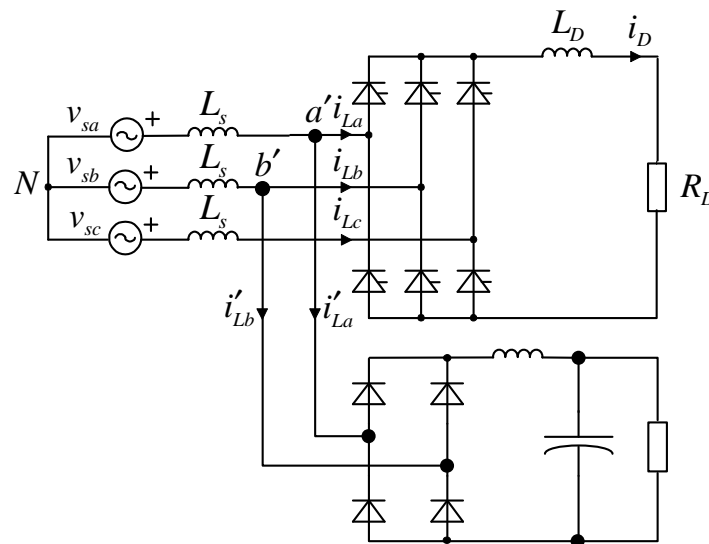 L_D i_D
v_sa + L_s a′ i_La
v_sb + L_s b′ i_Lb
N
R_L
v_sc + L_s i_Lc
i′_Lb i′_La